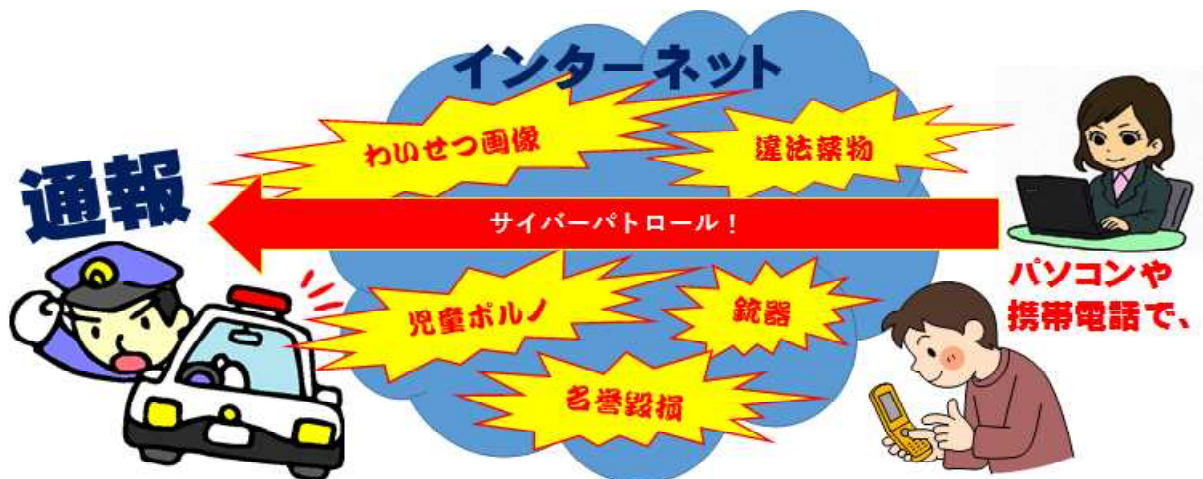 インターネット
わいせつ画像
違法薬物
通報
サイバーパトロール！
パソコンや
携帯電話で、
児童ポルノ
銃器
名誉毀損